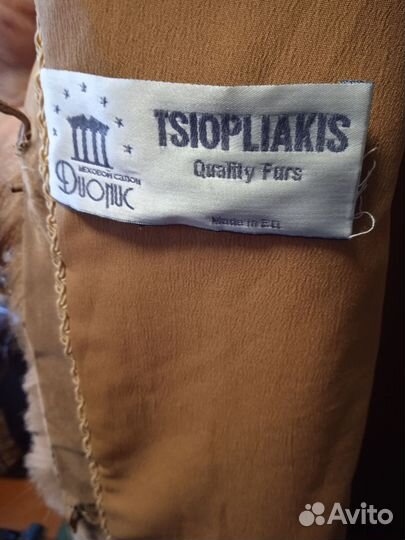 МЕХОВОЙ САЛОН
Дионис
TSIOPLIAKIS
Quality Furs
Made in E.U
Avito